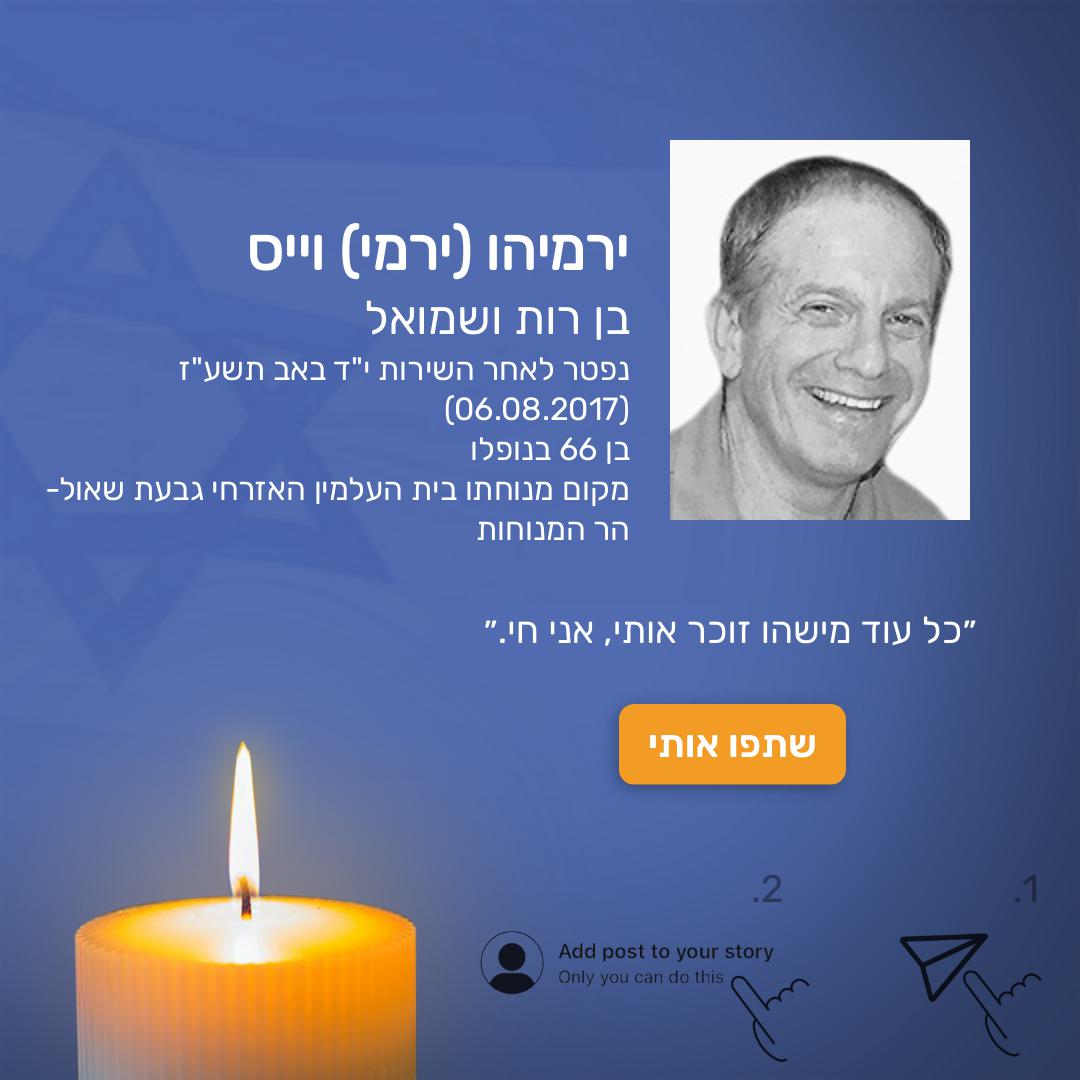 ירמיהו (ירמי) וייס
בן רות ושמואל
נפטר לאחר השירות י"ד באב תשע"ז
(06.08.2017)
בן 66 בנופלו
מקום מנוחתו בית העלמין האזרחי גבעת שאול-
הר המנוחות
״כל עוד מישהו זוכר אותי, אני חי.״
שתפו אותי
1.
2.
Add post to your story
Only you can do this